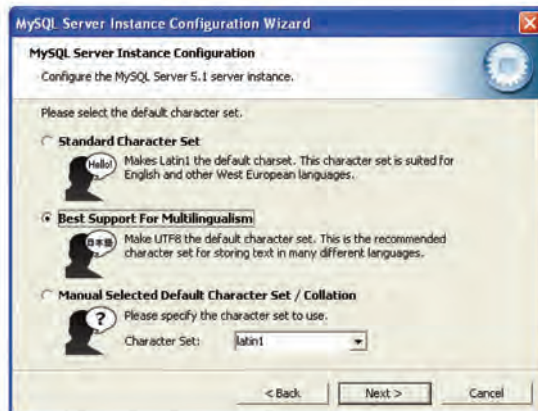 MySQL Server Instance Configuration Wizard
MySQL Server Instance Configuration
Configure the MySQL Server 5.1 server instance.
Please select the default character set.
Standard Character Set
Hello!
Makes Latin1 the default charset. This character set is suited for
English and other West European languages.
Best Support For Multilingualism
日本語
Make UTF8 the default character set. This is the recommended
character set for storing text in many different languages.
Manual Selected Default Character Set / Collation
?
Please specify the character set to use.
Character Set: latin1
< Back Next > Cancel